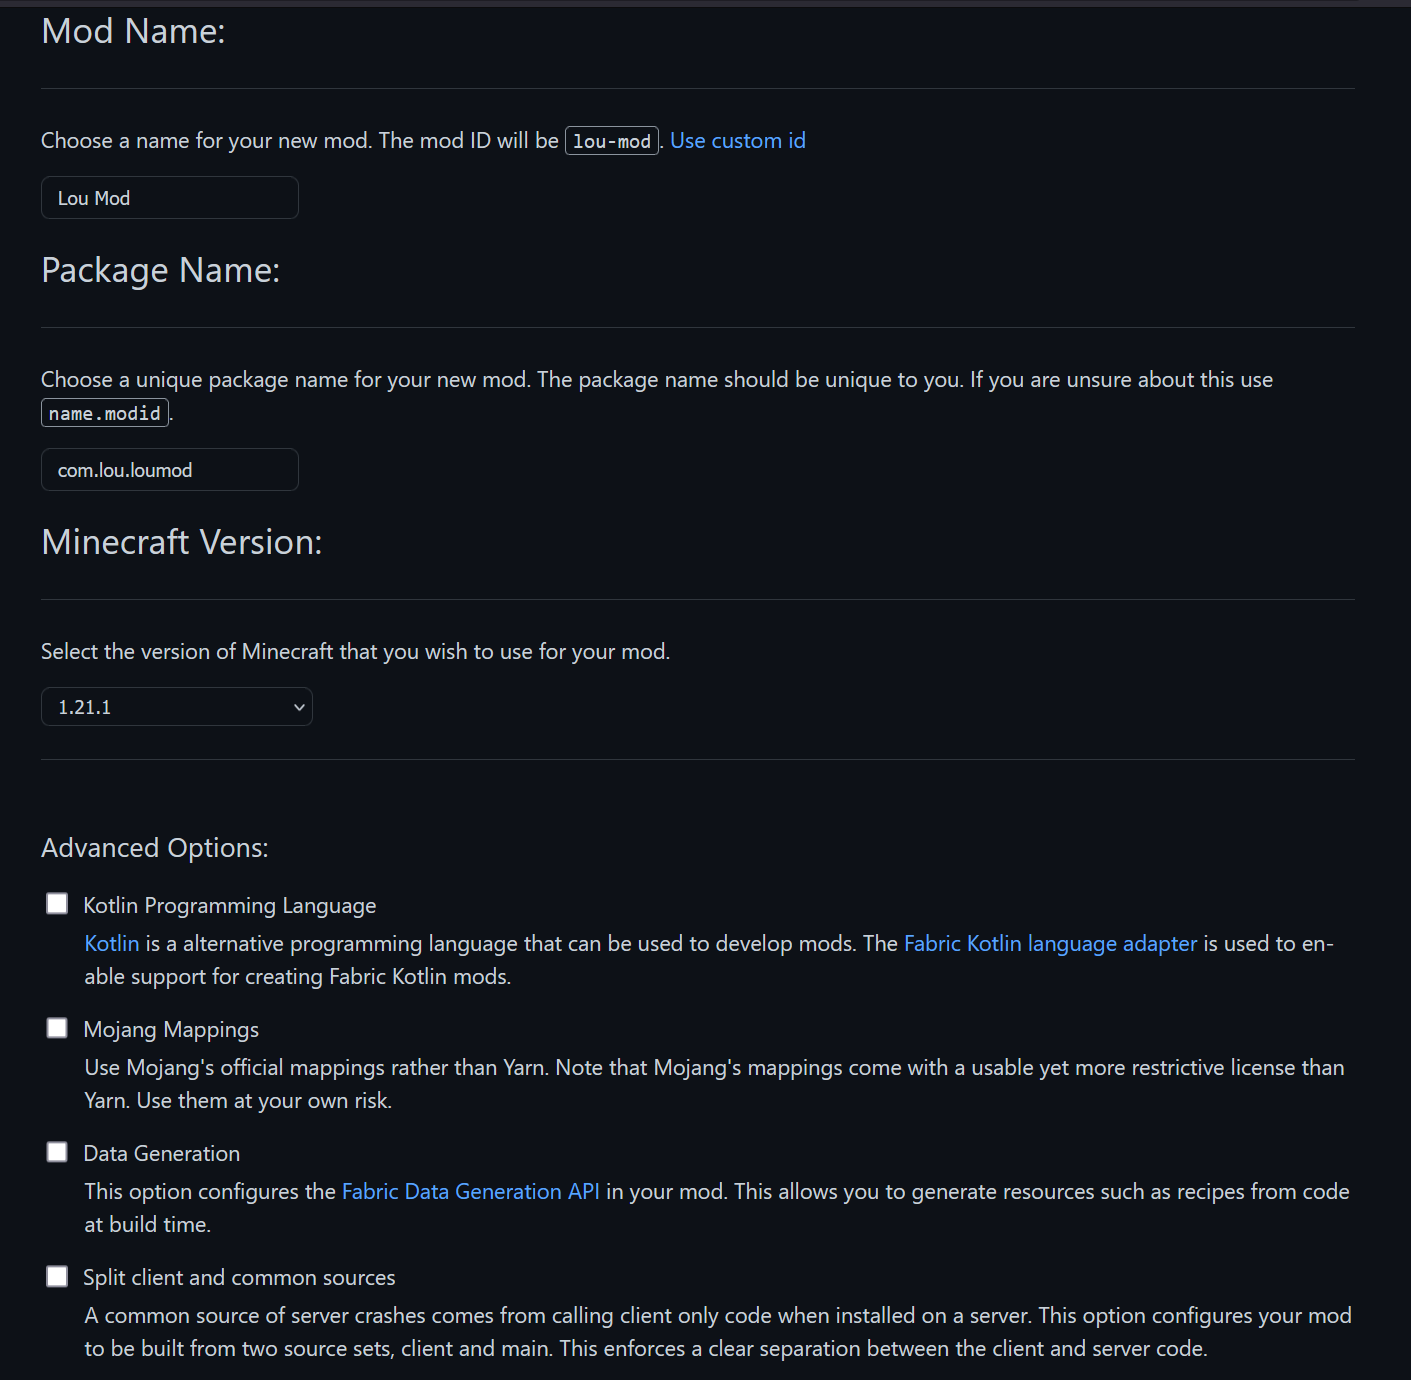 Mod Name:
Choose a name for your new mod. The mod ID will be lou-mod. Use custom id
Lou Mod
Package Name:
Choose a unique package name for your new mod. The package name should be unique to you. If you are unsure about this use
name.modid.
com.lou.loumod
Minecraft Version:
Select the version of Minecraft that you wish to use for your mod.
1.21.1
Advanced Options:
Kotlin Programming Language
Kotlin is a alternative programming language that can be used to develop mods. The Fabric Kotlin language adapter is used to en-
able support for creating Fabric Kotlin mods.
Mojang Mappings
Use Mojang's official mappings rather than Yarn. Note that Mojang's mappings come with a usable yet more restrictive license than
Yarn. Use them at your own risk.
Data Generation
This option configures the Fabric Data Generation API in your mod. This allows you to generate resources such as recipes from code
at build time.
Split client and common sources
A common source of server crashes comes from calling client only code when installed on a server. This option configures your mod
to be built from two source sets, client and main. This enforces a clear separation between the client and server code.